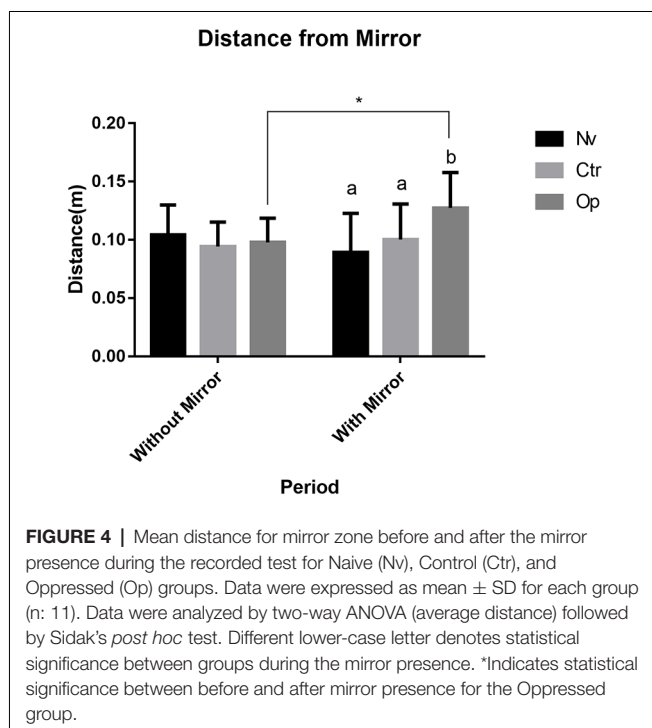 Distance from Mirror
*
0.20
0.15
0.10
0.05
0.00
Distance(m)
a
a
b
Nv
Ctr
Op
Without Mirror
With Mirror
Period
FIGURE 4 | Mean distance for mirror zone before and after the mirror
presence during the recorded test for Naive (Nv), Control (Ctr), and
Oppressed (Op) groups. Data were expressed as mean ± SD for each group
(n: 11). Data were analyzed by two-way ANOVA (average distance) followed
by Sidak's post hoc test. Different lower-case letter denotes statistical
significance between groups during the mirror presence. *Indicates statistical
significance between before and after mirror presence for the Oppressed
group.